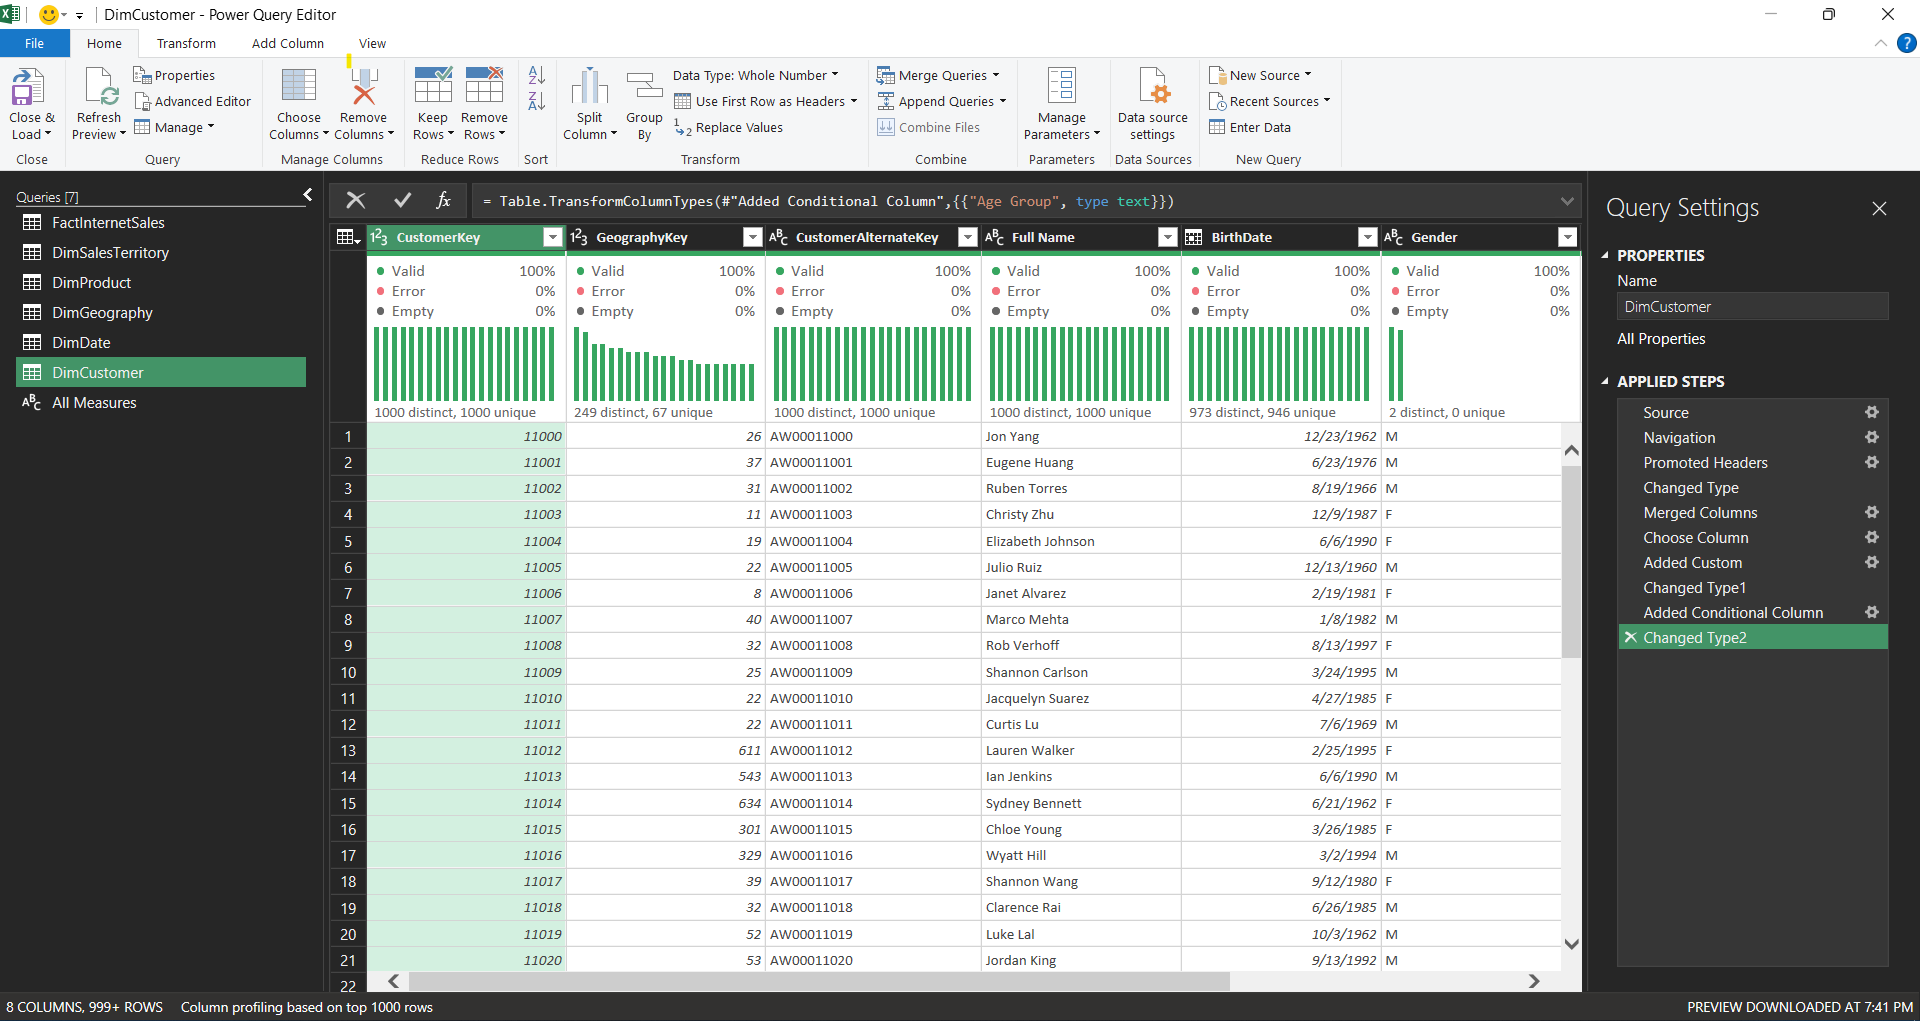 DimCustomer - Power Query Editor
File Home Transform Add Column View
Close & Load
Close
Refresh Preview
Properties
Advanced Editor
Manage
Query
Choose Columns
Remove Columns
Manage Columns
Keep Rows
Remove Rows
Reduce Rows
Sort
Split Column
Group By
Data Type: Whole Number
Use First Row as Headers
Replace Values
Transform
Merge Queries
Append Queries
Combine Files
Combine
Manage Parameters
Parameters
Data source settings
Data Sources
New Source
Recent Sources
Enter Data
New Query
Queries [7]
FactInternetSales
DimSalesTerritory
DimProduct
DimGeography
DimDate
DimCustomer
All Measures
= Table.TransformColumnTypes(#"Added Conditional Column",{{"Age Group", type text}})
CustomerKey GeographyKey CustomerAlternateKey Full Name BirthDate Gender
Valid 100% Valid 100% Valid 100% Valid 100% Valid 100% Valid 100%
Error 0% Error 0% Error 0% Error 0% Error 0% Error 0%
Empty 0% Empty 0% Empty 0% Empty 0% Empty 0% Empty 0%
1000 distinct, 1000 unique 249 distinct, 67 unique 1000 distinct, 1000 unique 1000 distinct, 1000 unique 973 distinct, 946 unique 2 distinct, 0 unique
1 11000 26 AW00011000 Jon Yang 12/23/1962 M
2 11001 37 AW00011001 Eugene Huang 6/23/1976 M
3 11002 31 AW00011002 Ruben Torres 8/19/1966 M
4 11003 11 AW00011003 Christy Zhu 12/9/1987 F
5 11004 19 AW00011004 Elizabeth Johnson 6/6/1990 F
6 11005 22 AW00011005 Julio Ruiz 12/13/1960 M
7 11006 8 AW00011006 Janet Alvarez 2/19/1981 F
8 11007 40 AW00011007 Marco Mehta 1/8/1982 M
9 11008 32 AW00011008 Rob Verhoff 8/13/1997 F
10 11009 25 AW00011009 Shannon Carlson 3/24/1995 M
11 11010 22 AW00011010 Jacquelyn Suarez 4/27/1985 F
12 11011 22 AW00011011 Curtis Lu 7/6/1969 M
13 11012 611 AW00011012 Lauren Walker 2/25/1995 F
14 11013 543 AW00011013 Ian Jenkins 6/6/1990 M
15 11014 634 AW00011014 Sydney Bennett 6/21/1962 F
16 11015 301 AW00011015 Chloe Young 3/26/1985 F
17 11016 329 AW00011016 Wyatt Hill 3/2/1994 M
18 11017 39 AW00011017 Shannon Wang 9/12/1980 F
19 11018 32 AW00011018 Clarence Rai 6/26/1985 M
20 11019 52 AW00011019 Luke Lal 10/3/1962 M
21 11020 53 AW00011020 Jordan King 9/13/1992 M
22
Query Settings
PROPERTIES
Name
DimCustomer
All Properties
APPLIED STEPS
Source
Navigation
Promoted Headers
Changed Type
Merged Columns
Choose Column
Added Custom
Changed Type1
Added Conditional Column
Changed Type2
8 COLUMNS, 999+ ROWS Column profiling based on top 1000 rows
PREVIEW DOWNLOADED AT 7:41 PM